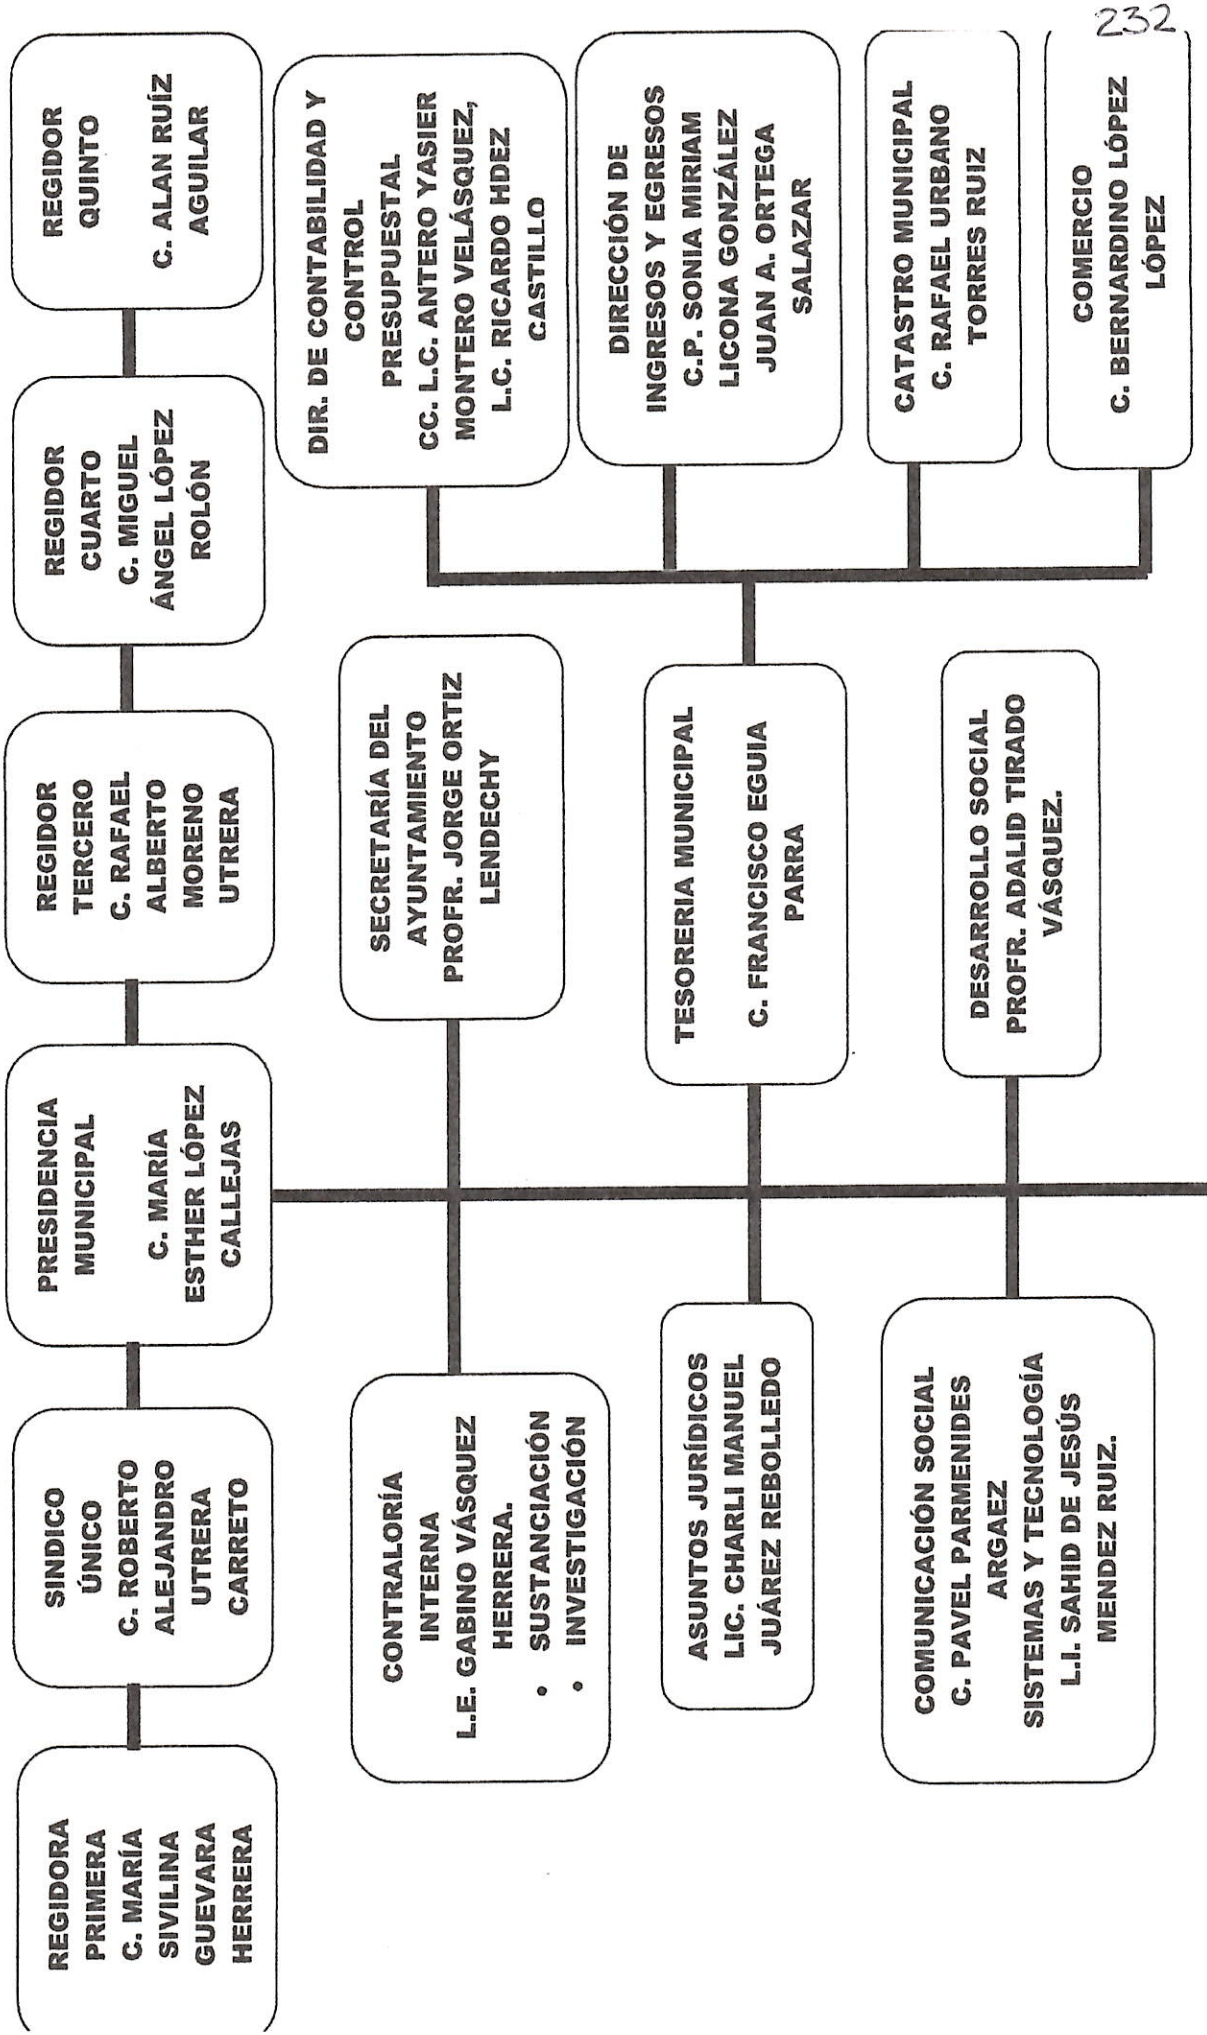 REGIDORA
PRIMERA
C. MARÍA
SIVILINA
GUEVARA
HERRERA
SINDICO
ÚNICO
C. ROBERTO
ALEJANDRO
UTRERA
CARRETO
PRESIDENCIA
MUNICIPAL
C. MARÍA
ESTHER LÓPEZ
CALLEJAS
REGIDOR
TERCERO
C. RAFAEL
ALBERTO
MORENO
UTRERA
REGIDOR
CUARTO
C. MIGUEL
ÁNGEL LÓPEZ
ROLÓN
REGIDOR
QUINTO
C. ALAN RUÍZ
AGUILAR
CONTRALORÍA
INTERNA
L.E. GABINO VÁSQUEZ
HERRERA.
• SUSTANCIACIÓN
• INVESTIGACIÓN
SECRETARÍA DEL
AYUNTAMIENTO
PROFR. JORGE ORTIZ
LENDECHY
DIR. DE CONTABILIDAD Y
CONTROL
PRESUPUESTAL
CC. L.C. ANTERO YASIER
MONTERO VELÁSQUEZ,
L.C. RICARDO HDEZ
CASTILLO
ASUNTOS JURÍDICOS
LIC. CHARLI MANUEL
JUÁREZ REBOLLEDO
TESORERIA MUNICIPAL
C. FRANCISCO EGUIA
PARRA
DIRECCIÓN DE
INGRESOS Y EGRESOS
C.P. SONIA MIRIAM
LICONA GONZÁLEZ
JUAN A. ORTEGA
SALAZAR
COMUNICACIÓN SOCIAL
C. PAVEL PARMENIDES
ARGAEZ
SISTEMAS Y TECNOLOGÍA
L.I. SAHID DE JESÚS
MENDEZ RUIZ.
DESARROLLO SOCIAL
PROFR. ADALID TIRADO
VÁSQUEZ.
CATASTRO MUNICIPAL
C. RAFAEL URBANO
TORRES RUIZ
COMERCIO
C. BERNARDINO LÓPEZ
LÓPEZ
232